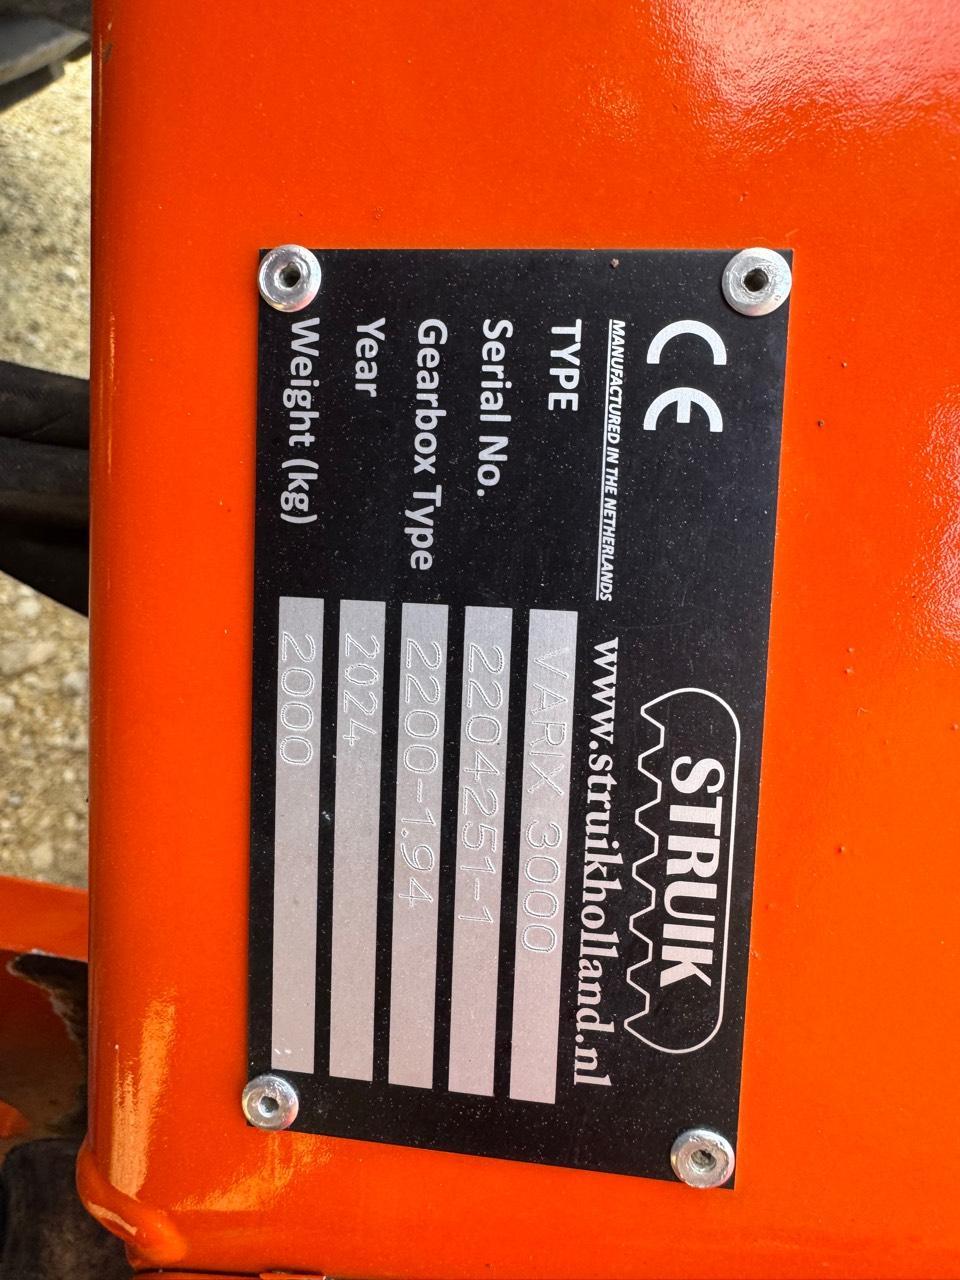 CE
STRUIK
MANUFACTURED IN THE NETHERLANDS
www.struikholland.nl
TYPE VARIX 3000
Serial No. 2204251-1
Gearbox Type 2200-1.94
Year 2024
Weight (kg) 2000